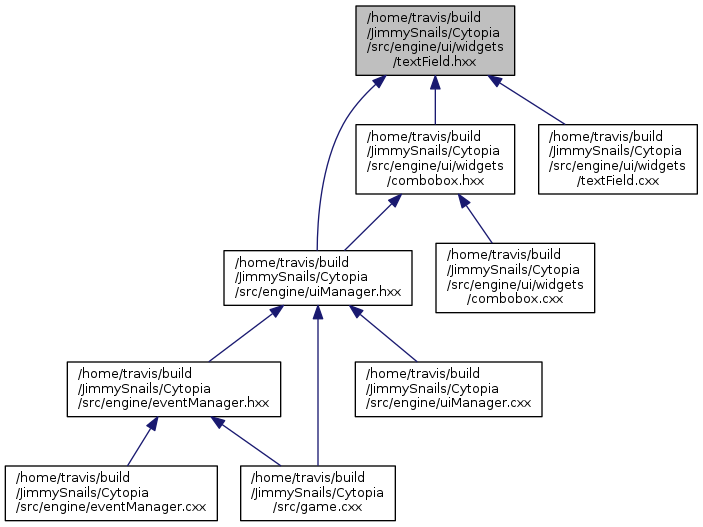 /home/travis/build
/JimmySnails/Cytopia
/src/engine/ui/widgets
/textField.hxx
/home/travis/build
/JimmySnails/Cytopia
/src/engine/ui/widgets
/combobox.hxx
/home/travis/build
/JimmySnails/Cytopia
/src/engine/ui/widgets
/textField.cxx
/home/travis/build
/JimmySnails/Cytopia
/src/engine/uiManager.hxx
/home/travis/build
/JimmySnails/Cytopia
/src/engine/ui/widgets
/combobox.cxx
/home/travis/build
/JimmySnails/Cytopia
/src/engine/eventManager.hxx
/home/travis/build
/JimmySnails/Cytopia
/src/engine/uiManager.cxx
/home/travis/build
/JimmySnails/Cytopia
/src/engine/eventManager.cxx
/home/travis/build
/JimmySnails/Cytopia
/src/game.cxx